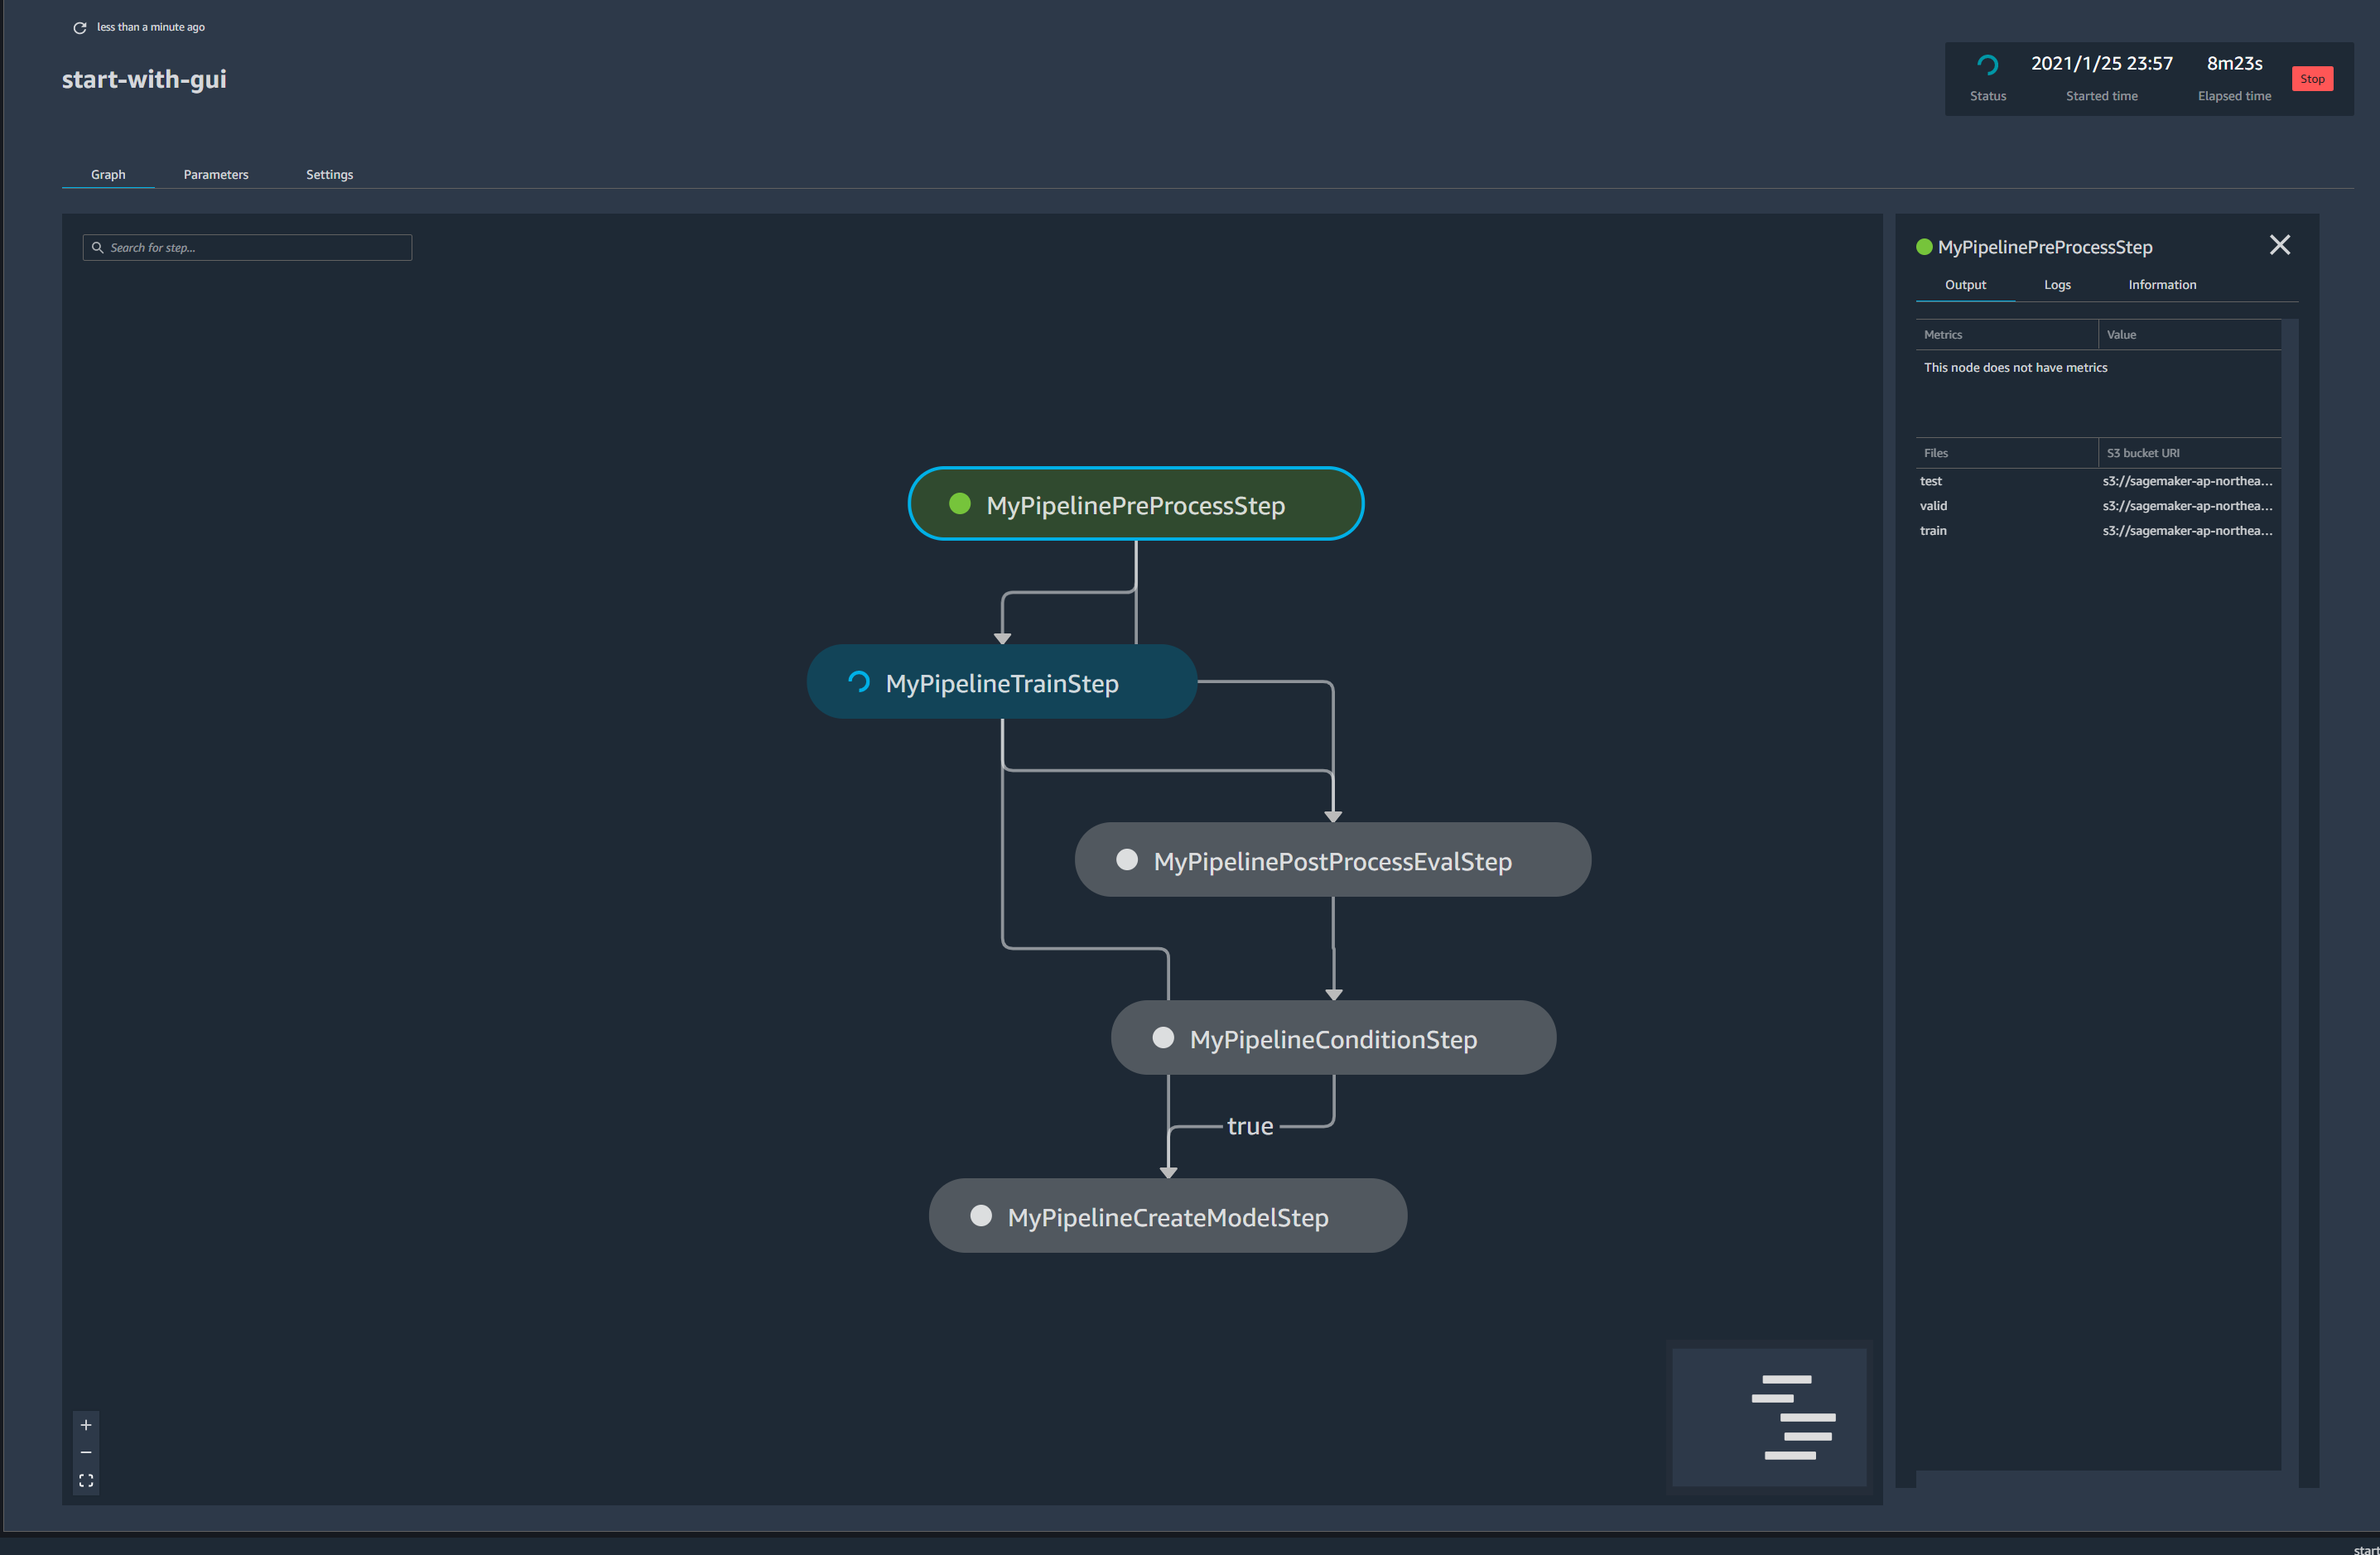 less than a minute ago
start-with-gui
2021/1/25 23:57
8m23s
Stop
Status
Started time
Elapsed time
Graph
Parameters
Settings
Search for step...
MyPipelinePreProcessStep
MyPipelineTrainStep
MyPipelinePostProcessEvalStep
MyPipelineConditionStep
true
MyPipelineCreateModelStep
MyPipelinePreProcessStep
Output
Logs
Information
Metrics
Value
This node does not have metrics
Files
S3 bucket URI
test
s3://sagemaker-ap-northea...
valid
s3://sagemaker-ap-northea...
train
s3://sagemaker-ap-northea...
start